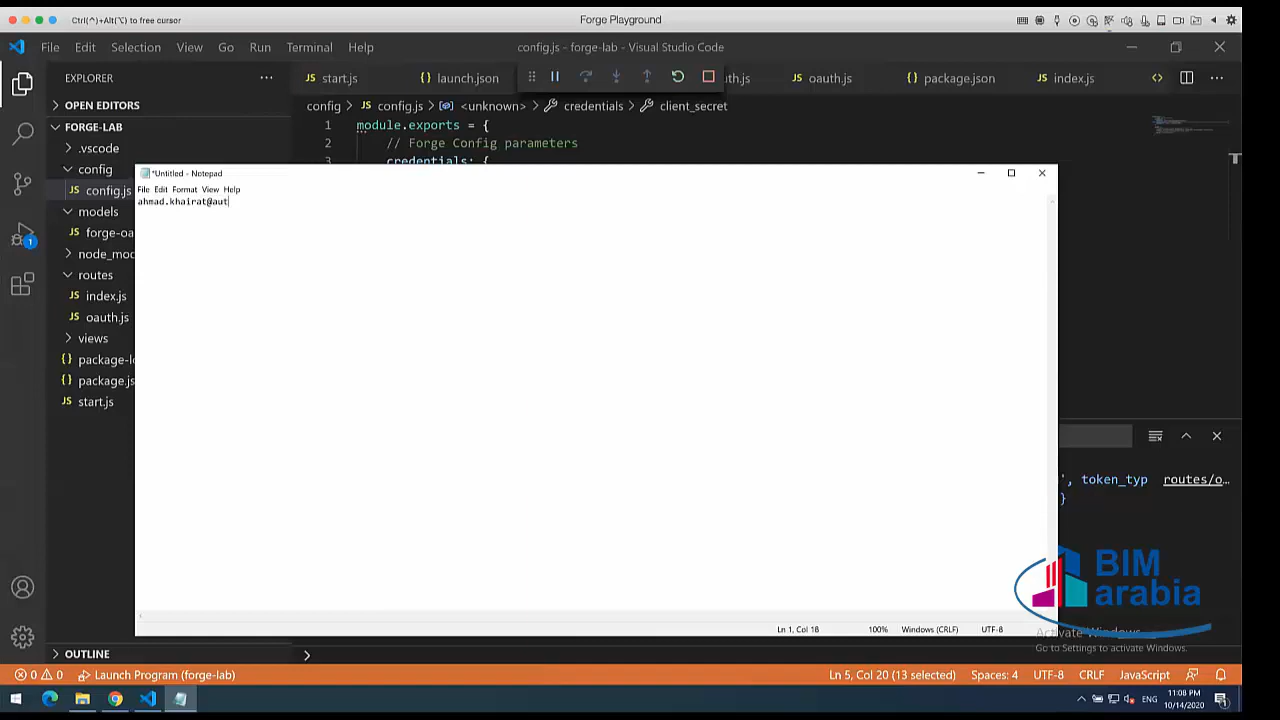 Ctrl(^)+Alt(⌥) to free cursor
Forge Playground
File Edit Selection View Go Run Terminal Help
config.js - forge-lab - Visual Studio Code
EXPLORER
start.js
launch.json
th.js
oauth.js
package.json
index.js
OPEN EDITORS
config > JS config.js > <unknown> > credentials > client_secret
FORGE-LAB
1 module.exports = {
.vscode
2 // Forge Config parameters
3 credentials: {
config
JS config.js
models
JS forge-oa
node_mod
routes
JS index.js
JS oauth.js
views
{} package-l
{} package.js
JS start.js
*Untitled - Notepad
File Edit Format View Help
ahmad.khairat@aut
Ln 1, Col 18
100%
Windows (CRLF)
UTF-8
', token_typ routes/o...
}
BIM
arabia
Activate Windows
Go to Settings to activate Windows.
OUTLINE
0 0
Launch Program (forge-lab)
Ln 5, Col 20 (13 selected)
Spaces: 4
UTF-8
CRLF
JavaScript
1
ENG
11:08 PM
10/14/2020